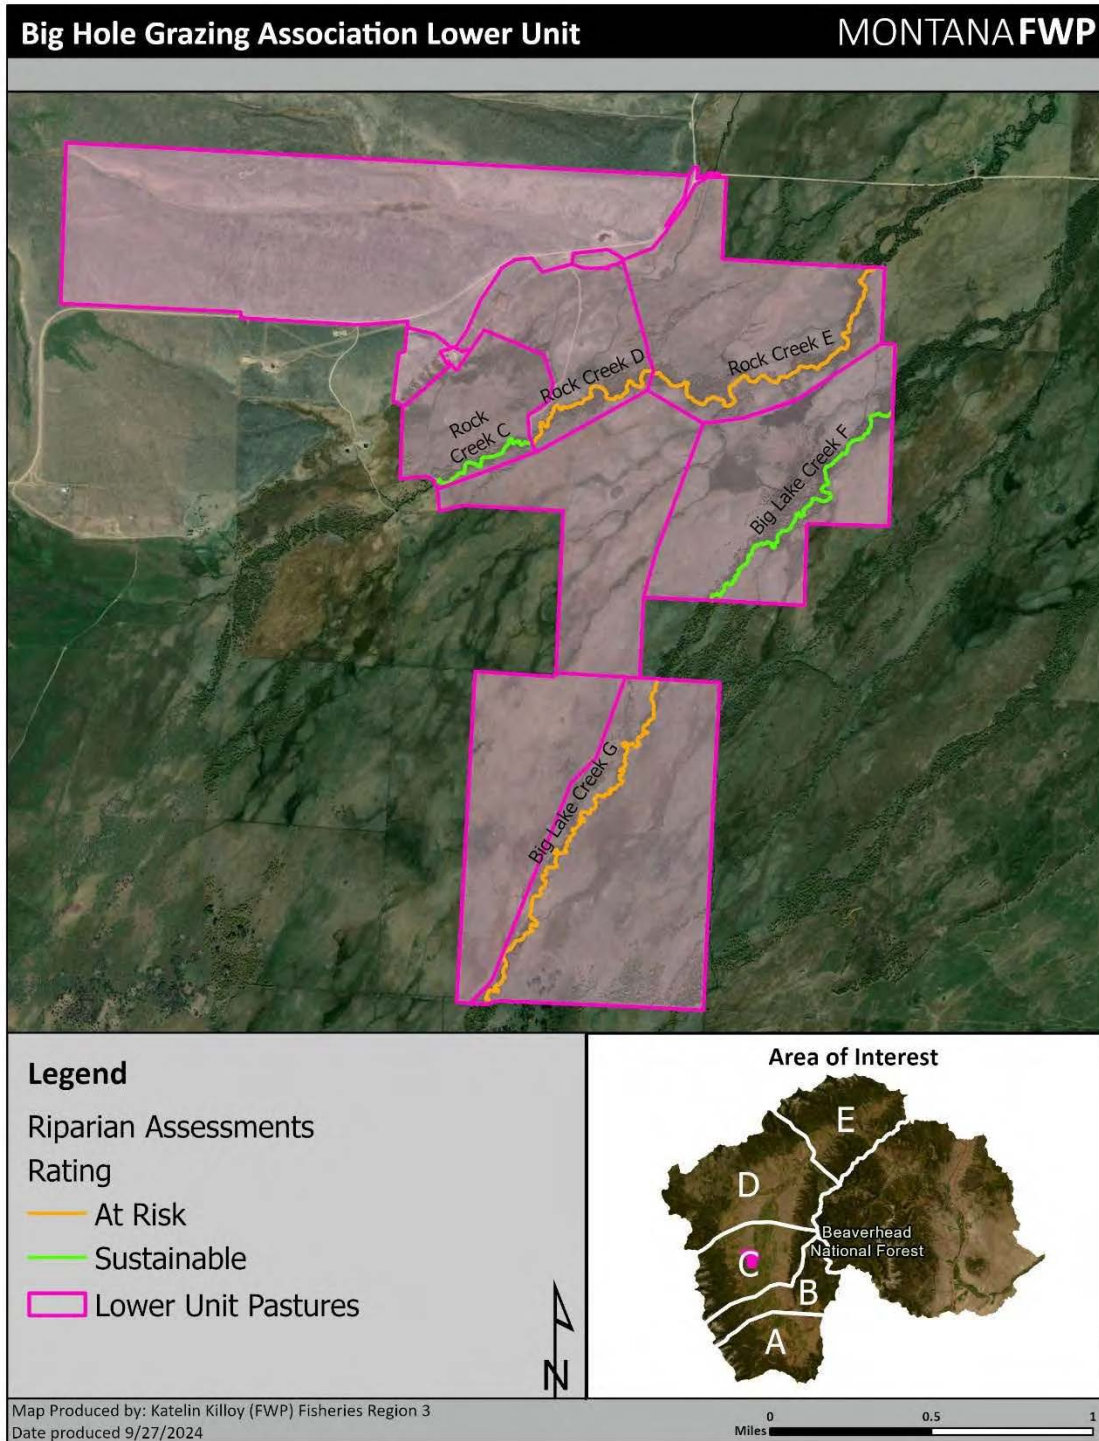 Big Hole Grazing Association Lower Unit
MONTANAFWP
Rock Creek E
Rock Creek D
Rock
Creek C
Big Lake Creek F
Big Lake Creek G
Legend
Riparian Assessments
Rating
At Risk
Sustainable
Lower Unit Pastures
N
Area of Interest
E
D
Beaverhead
National Forest
C
B
A
Map Produced by: Katelin Killoy (FWP) Fisheries Region 3
Date produced 9/27/2024
0 0.5 1
Miles